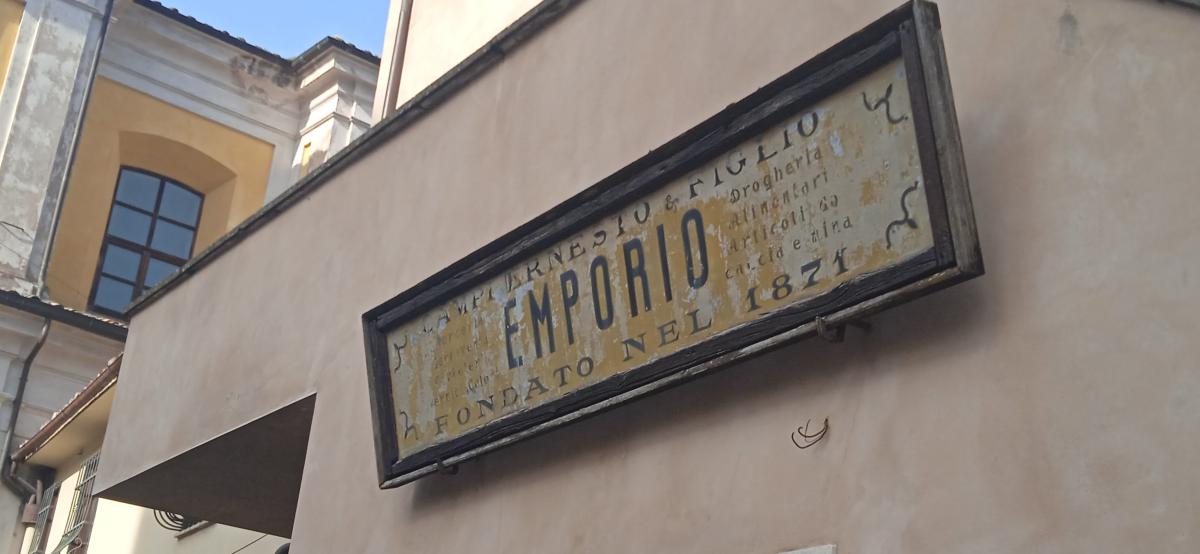 ERNESTO & FIGLIO
EMPORIO
Drogheria
alimentari
articoli da
caccia e mina
FONDATO NEL 1871